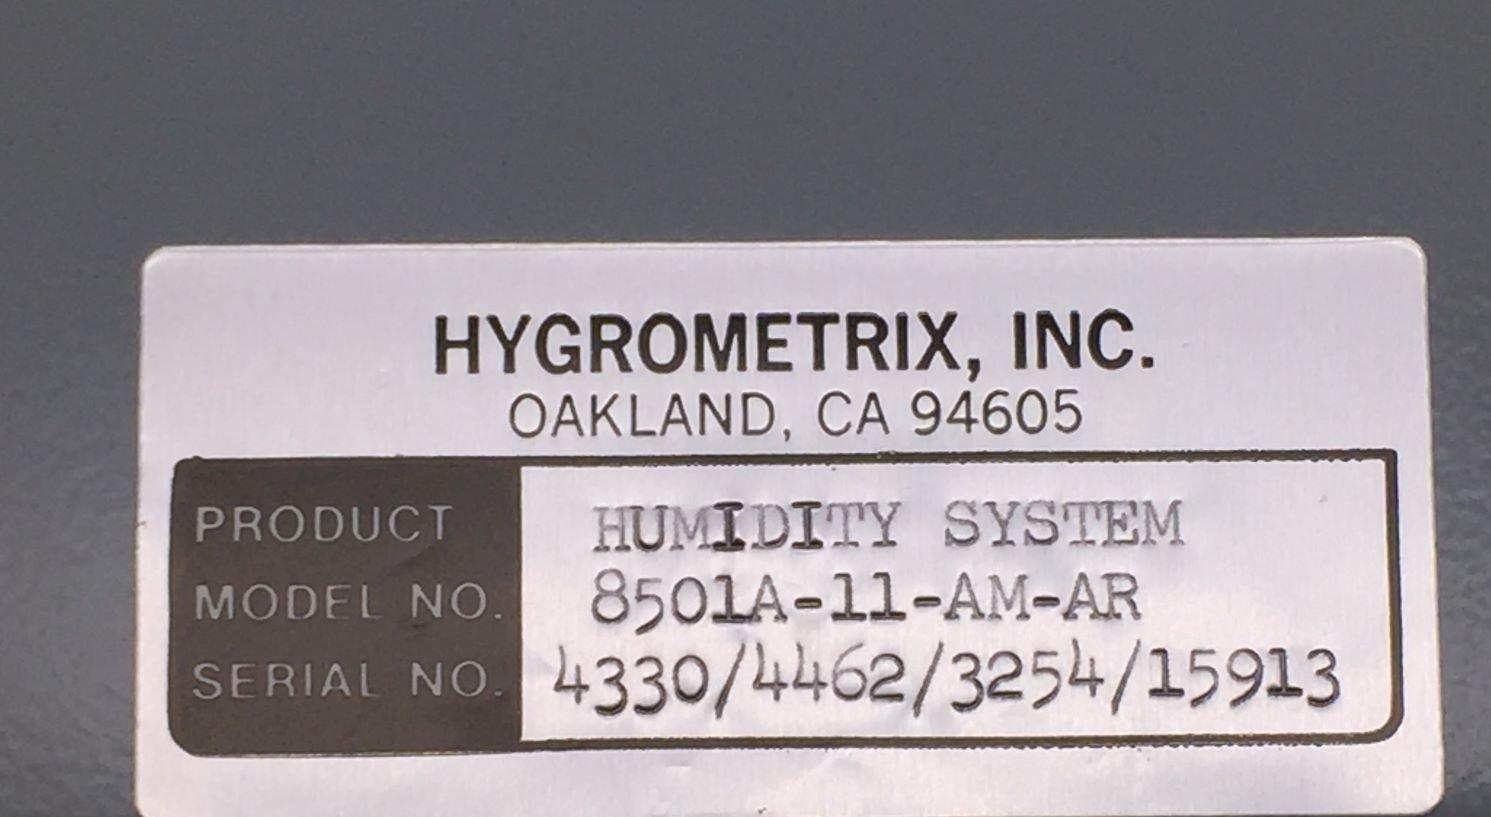 HYGROMETRIX, INC.
OAKLAND, CA 94605
PRODUCT HUMIDITY SYSTEM
MODEL NO. 8501A-11-AM-AR
SERIAL NO. 4330/4462/3254/15913